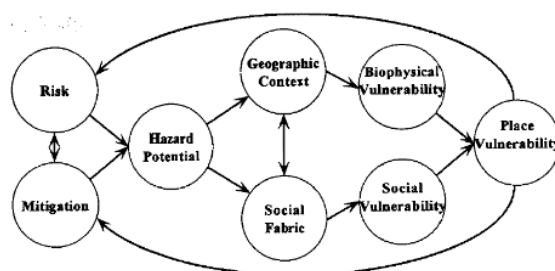 Risk
Mitigation
Hazard
Potential
Geographic
Context
Social
Fabric
Biophysical
Vulnerability
Social
Vulnerability
Place
Vulnerability